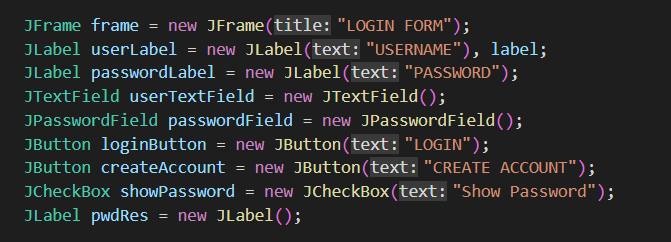 JFrame frame = new JFrame(title: "LOGIN FORM");
JLabel userLabel = new JLabel(text: "USERNAME"), label;
JLabel passwordLabel = new JLabel(text: "PASSWORD");
JTextField userTextField = new JTextField();
JPasswordField passwordField = new JPasswordField();
JButton loginButton = new JButton(text: "LOGIN");
JButton createAccount = new JButton(text: "CREATE ACCOUNT");
JCheckBox showPassword = new JCheckBox(text: "Show Password");
JLabel pwdRes = new JLabel();